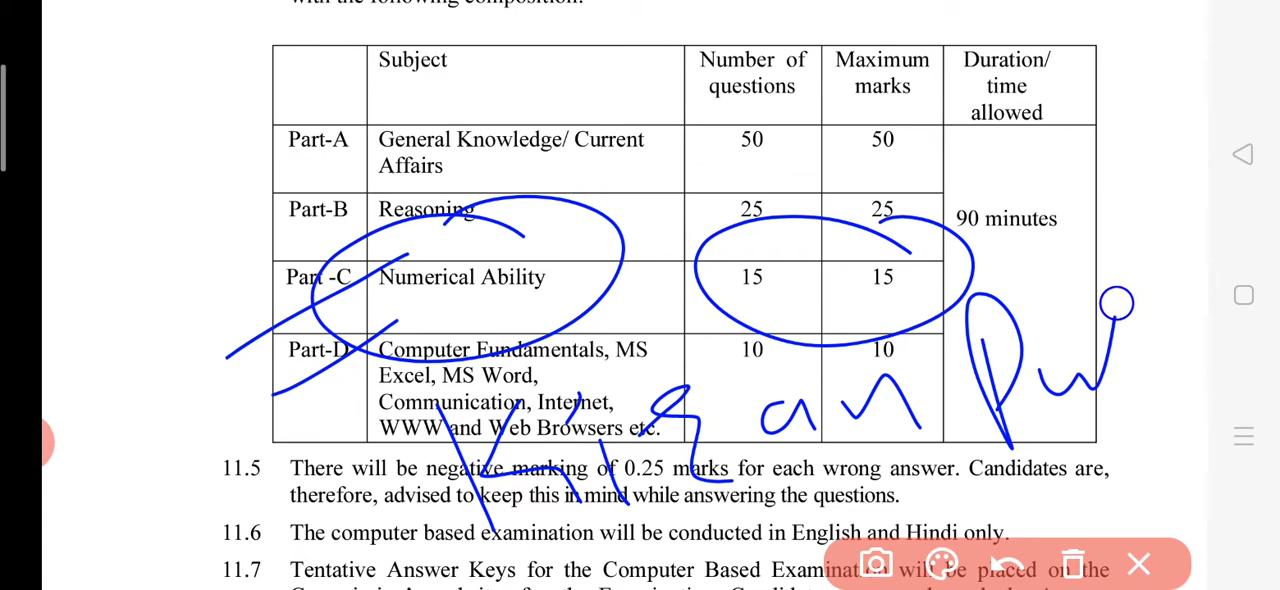 Subject Number of Maximum Duration/
questions marks time
allowed
Part-A General Knowledge/ Current 50 50
Affairs
Part-B Reasoning 25 25 90 minutes
Part -C Numerical Ability 15 15
Part-D Computer Fundamentals, MS 10 10
Excel, MS Word,
Communication, Internet,
WWW and Web Browsers etc.
Kiran
11.5 There will be negative marking of 0.25 marks for each wrong answer. Candidates are,
therefore, advised to keep this in mind while answering the questions.
11.6 The computer based examination will be conducted in English and Hindi only.
11.7 Tentative Answer Keys for the Computer Based Examination will be placed on the